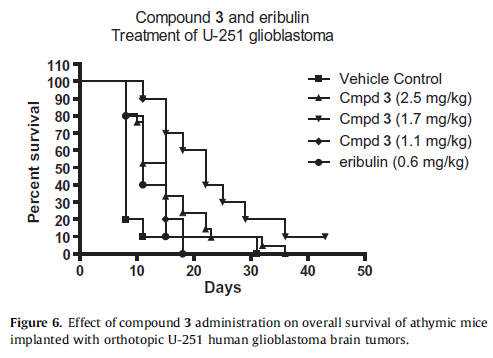 Compound 3 and eribulin
Treatment of U-251 glioblastoma
110
100
90
80
70
60
50
40
30
20
10
0
Percent survival
0 10 20 30 40 50
Days
Vehicle Control
Cmpd 3 (2.5 mg/kg)
Cmpd 3 (1.7 mg/kg)
Cmpd 3 (1.1 mg/kg)
eribulin (0.6 mg/kg)
Figure 6. Effect of compound 3 administration on overall survival of athymic mice
implanted with orthotopic U-251 human glioblastoma brain tumors.